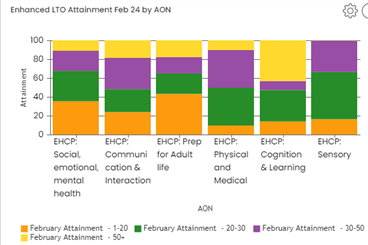 Enhanced LTO Attainment Feb 24 by AON
100
80
60
40
20
0
Attainment
EHCP:
Social,
emotional,
mental
health
EHCP:
Communi
cation &
Interaction
EHCP: Prep
for Adult
life
EHCP:
Physical
and
Medical
EHCP:
Cognition
& Learning
EHCP:
Sensory
AON
February Attainment - 1-20
February Attainment - 20-30
February Attainment - 30-50
February Attainment - 50+